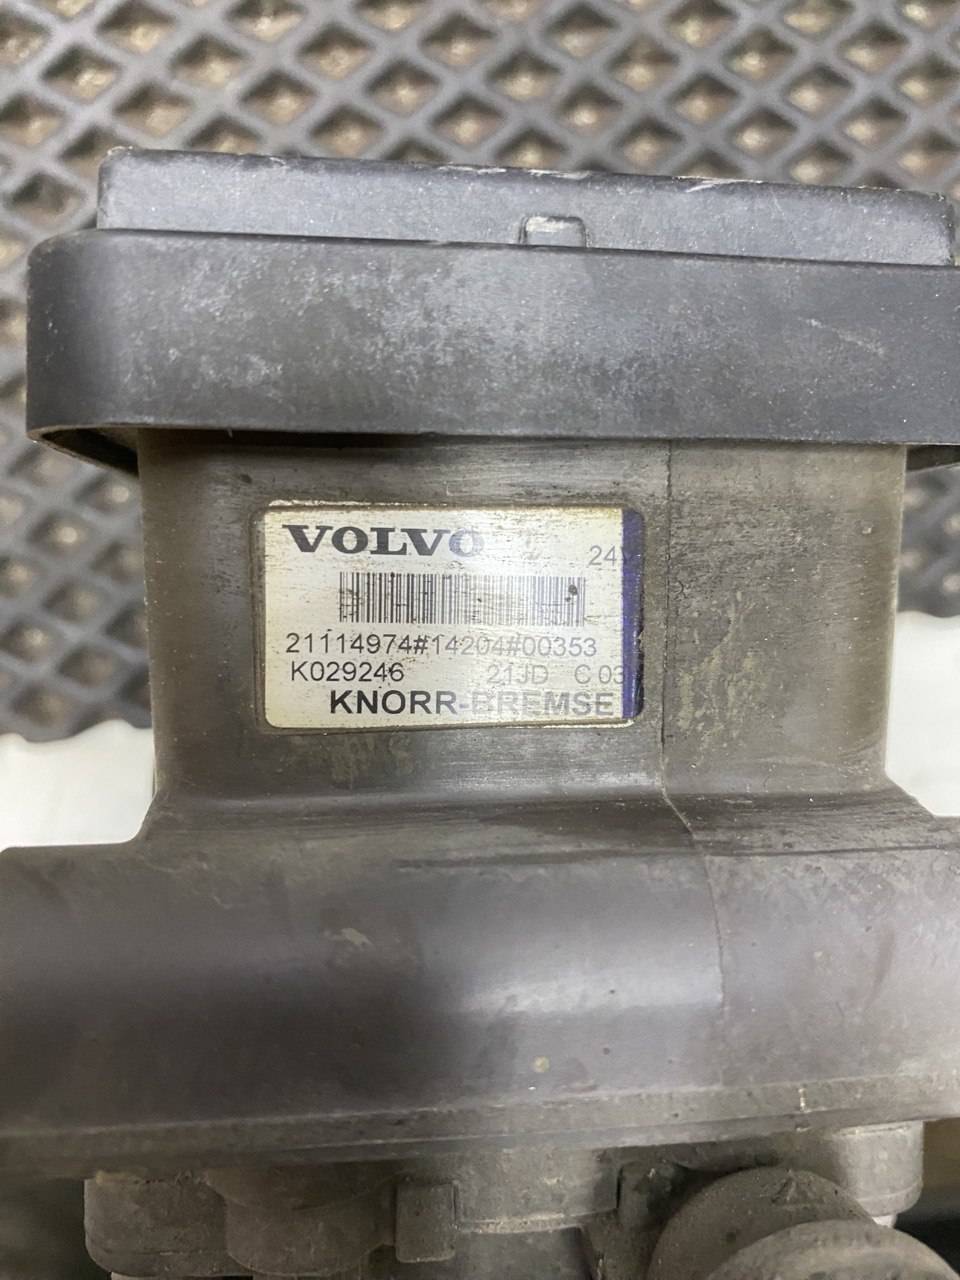 VOLVO
24V
21114974#14204#00353
K029246 21JD C 03
KNORR-BREMSE